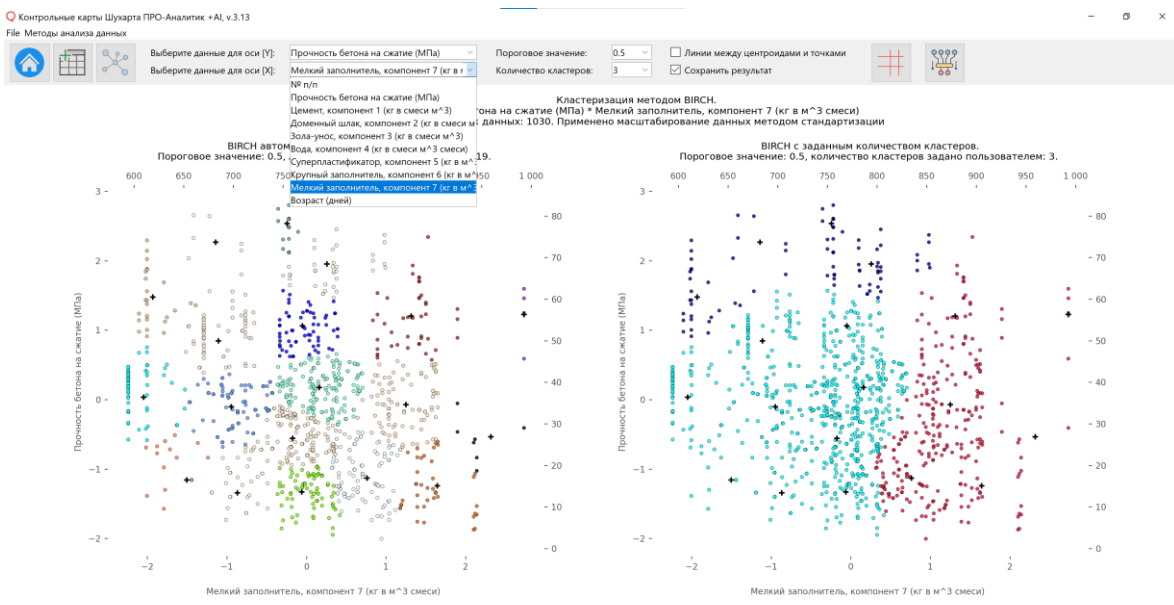 Контрольные карты Шухарта ПРО-Аналитик +AI, v.3.13
File Методы анализа данных
Выберите данные для оси [Y]: Прочность бетона на сжатие (МПа) Пороговое значение: 0.5 Линии между центроидами и точками
Выберите данные для оси [X]: Мелкий заполнитель, компонент 7 (кг в Количество кластеров: 3 Сохранить результат
№ п/п
Прочность бетона на сжатие (МПа)
Цемент, компонент 1 (кг в смеси м^3)
Доменный шлак, компонент 2 (кг в смеси м
Зола-унос, компонент 3 (кг в смеси м^3)
Вода, компонент 4 (кг в смеси м^3 смеси)
Суперпластификатор, компонент 5 (кг в м^
Крупный заполнитель, компонент 6 (кг в м^
Мелкий заполнитель, компонент 7 (кг в м^3
Возраст (дней)
Кластеризация методом BIRCH.
тона на сжатие (МПа) * Мелкий заполнитель, компонент 7 (кг в м^3 смеси)
данных: 1030. Применено масштабирование данных методом стандартизации
BIRCH автом
Пороговое значение: 0.5, 19.
600 650 700 750 1 000
3
2
1
0
−1
−2
80
70
60
50
40
30
20
10
0
Прочность бетона на сжатие (МПа)
−2 −1 0 1 2
Мелкий заполнитель, компонент 7 (кг в м^3 смеси)
BIRCH с заданным количеством кластеров.
Пороговое значение: 0.5, количество кластеров задано пользователем: 3.
600 650 700 750 800 850 900 950 1 000
3
2
1
0
−1
−2
80
70
60
50
40
30
20
10
0
Прочность бетона на сжатие (МПа)
−2 −1 0 1 2
Мелкий заполнитель, компонент 7 (кг в м^3 смеси)